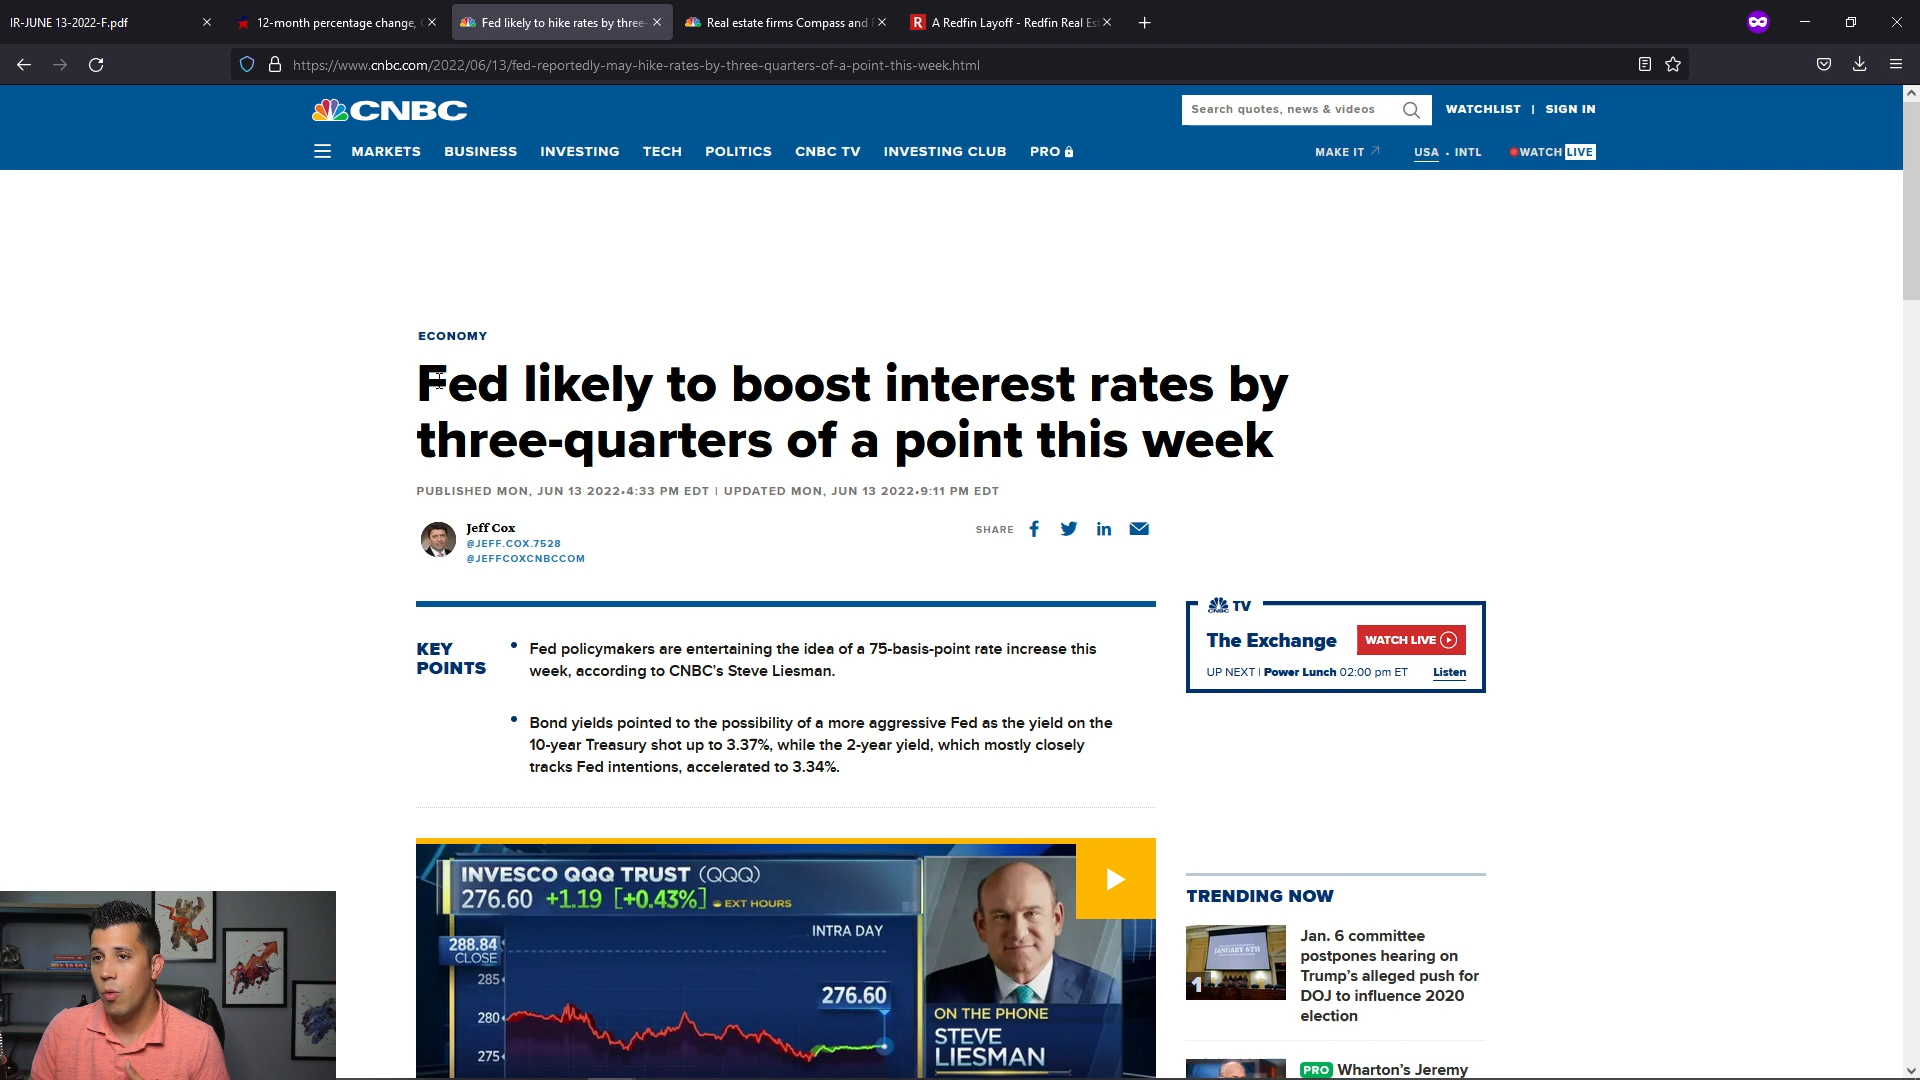 IR-JUNE 13-2022-F.pdf
12-month percentage change,
Fed likely to hike rates by three-
Real estate firms Compass and
A Redfin Layoff - Redfin Real Es
https://www.cnbc.com/2022/06/13/fed-reportedly-may-hike-rates-by-three-quarters-of-a-point-this-week.html
CNBC
Search quotes, news & videos
WATCHLIST | SIGN IN
MARKETS BUSINESS INVESTING TECH POLITICS CNBC TV INVESTING CLUB PRO
MAKE IT USA • INTL WATCH LIVE
ECONOMY
Fed likely to boost interest rates by
three-quarters of a point this week
PUBLISHED MON, JUN 13 2022•4:33 PM EDT | UPDATED MON, JUN 13 2022•9:11 PM EDT
Jeff Cox
@JEFF.COX.7528
@JEFFCOXCNBCCOM
SHARE
KEY
POINTS
• Fed policymakers are entertaining the idea of a 75-basis-point rate increase this
week, according to CNBC’s Steve Liesman.
• Bond yields pointed to the possibility of a more aggressive Fed as the yield on the
10-year Treasury shot up to 3.37%, while the 2-year yield, which mostly closely
tracks Fed intentions, accelerated to 3.34%.
CNBC TV
The Exchange WATCH LIVE
UP NEXT | Power Lunch 02:00 pm ET Listen
INVESCO QQQ TRUST (QQQ)
276.60 +1.19 [+0.43%] EXT HOURS
INTRA DAY
288.84
CLOSE
285
276.60
280
275
ON THE PHONE
STEVE
LIESMAN
TRENDING NOW
JANUARY 6TH
1
Jan. 6 committee
postpones hearing on
Trump’s alleged push for
DOJ to influence 2020
election
PRO Wharton’s Jeremy